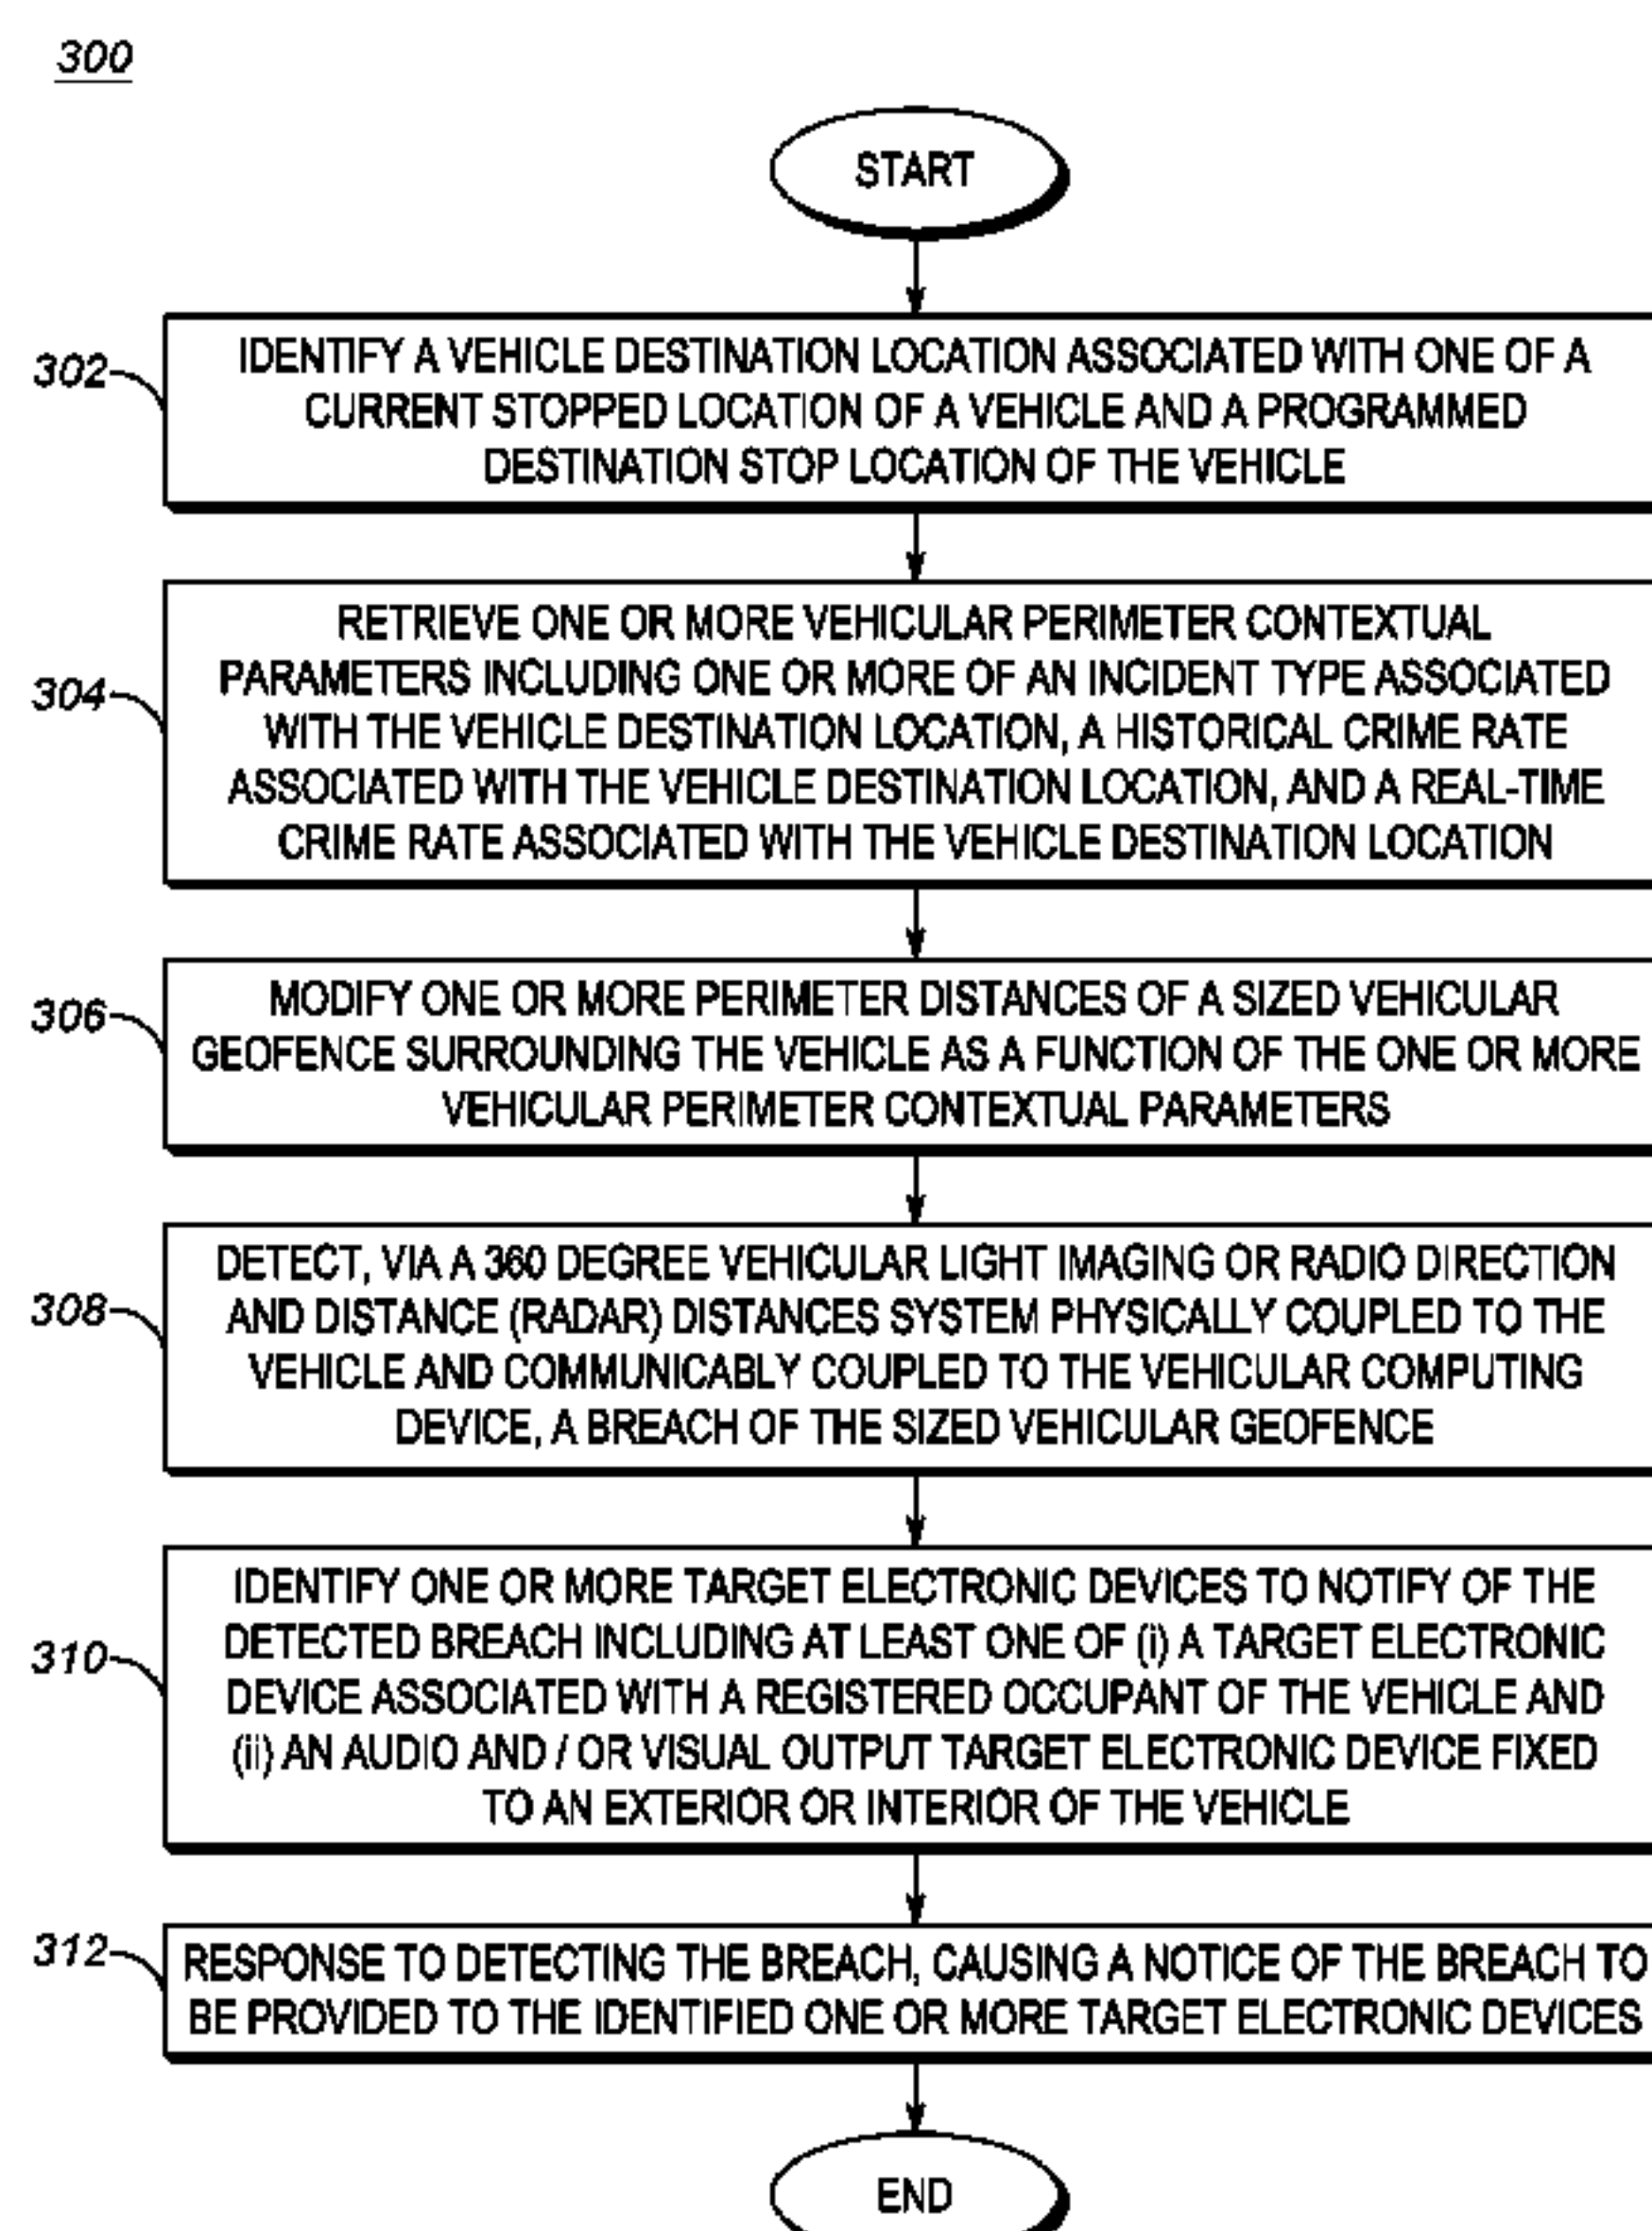 300
START
302
IDENTIFY A VEHICLE DESTINATION LOCATION ASSOCIATED WITH ONE OF A
CURRENT STOPPED LOCATION OF A VEHICLE AND A PROGRAMMED
DESTINATION STOP LOCATION OF THE VEHICLE
304
RETRIEVE ONE OR MORE VEHICULAR PERIMETER CONTEXTUAL
PARAMETERS INCLUDING ONE OR MORE OF AN INCIDENT TYPE ASSOCIATED
WITH THE VEHICLE DESTINATION LOCATION, A HISTORICAL CRIME RATE
ASSOCIATED WITH THE VEHICLE DESTINATION LOCATION, AND A REAL-TIME
CRIME RATE ASSOCIATED WITH THE VEHICLE DESTINATION LOCATION
306
MODIFY ONE OR MORE PERIMETER DISTANCES OF A SIZED VEHICULAR
GEOFENCE SURROUNDING THE VEHICLE AS A FUNCTION OF THE ONE OR MORE
VEHICULAR PERIMETER CONTEXTUAL PARAMETERS
308
DETECT, VIA A 360 DEGREE VEHICULAR LIGHT IMAGING OR RADIO DIRECTION
AND DISTANCE (RADAR) DISTANCES SYSTEM PHYSICALLY COUPLED TO THE
VEHICLE AND COMMUNICABLY COUPLED TO THE VEHICULAR COMPUTING
DEVICE, A BREACH OF THE SIZED VEHICULAR GEOFENCE
310
IDENTIFY ONE OR MORE TARGET ELECTRONIC DEVICES TO NOTIFY OF THE
DETECTED BREACH INCLUDING AT LEAST ONE OF (i) A TARGET ELECTRONIC
DEVICE ASSOCIATED WITH A REGISTERED OCCUPANT OF THE VEHICLE AND
(ii) AN AUDIO AND / OR VISUAL OUTPUT TARGET ELECTRONIC DEVICE FIXED
TO AN EXTERIOR OR INTERIOR OF THE VEHICLE
312
RESPONSE TO DETECTING THE BREACH, CAUSING A NOTICE OF THE BREACH TO
BE PROVIDED TO THE IDENTIFIED ONE OR MORE TARGET ELECTRONIC DEVICES
END